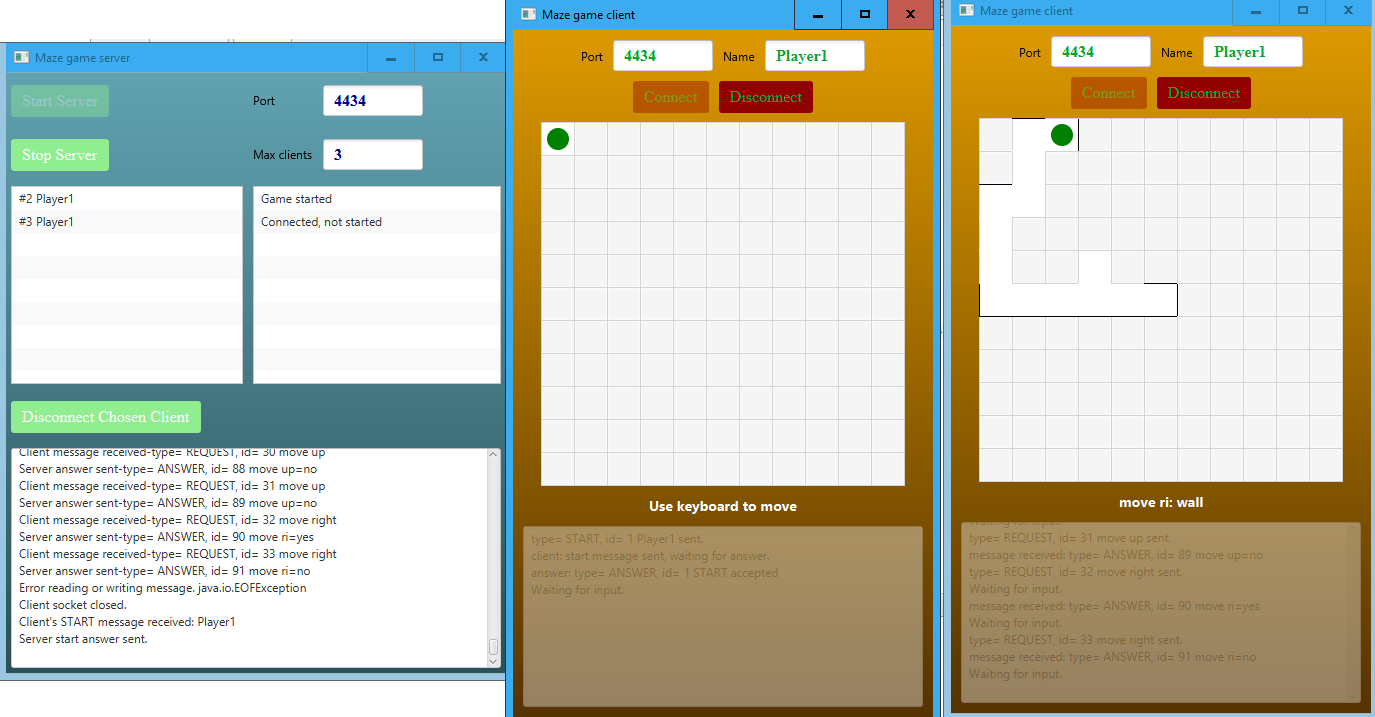 Maze game server
Start Server
Port
4434
Stop Server
Max clients
3
#2 Player1
Game started
#3 Player1
Connected, not started
Disconnect Chosen Client
Client message received-type= REQUEST, id= 30 move up
Server answer sent-type= ANSWER, id= 88 move up=no
Client message received-type= REQUEST, id= 31 move up
Server answer sent-type= ANSWER, id= 89 move up=no
Client message received-type= REQUEST, id= 32 move right
Server answer sent-type= ANSWER, id= 90 move ri=yes
Client message received-type= REQUEST, id= 33 move right
Server answer sent-type= ANSWER, id= 91 move ri=no
Error reading or writing message. java.io.EOFException
Client socket closed.
Client's START message received: Player1
Server start answer sent.
Maze game client
Port
4434
Name
Player1
Connect
Disconnect
Use keyboard to move
type= START, id= 1 Player1 sent.
client: start message sent, waiting for answer.
answer: type= ANSWER, id= 1 START accepted
Waiting for input.
Maze game client
Port
4434
Name
Player1
Connect
Disconnect
move ri: wall
Waiting for input.
type= REQUEST, id= 31 move up sent.
message received: type= ANSWER, id= 89 move up=no
type= REQUEST, id= 32 move right sent.
Waiting for input.
message received: type= ANSWER, id= 90 move ri=yes
Waiting for input.
type= REQUEST, id= 33 move right sent.
message received: type= ANSWER, id= 91 move ri=no
Waiting for input.